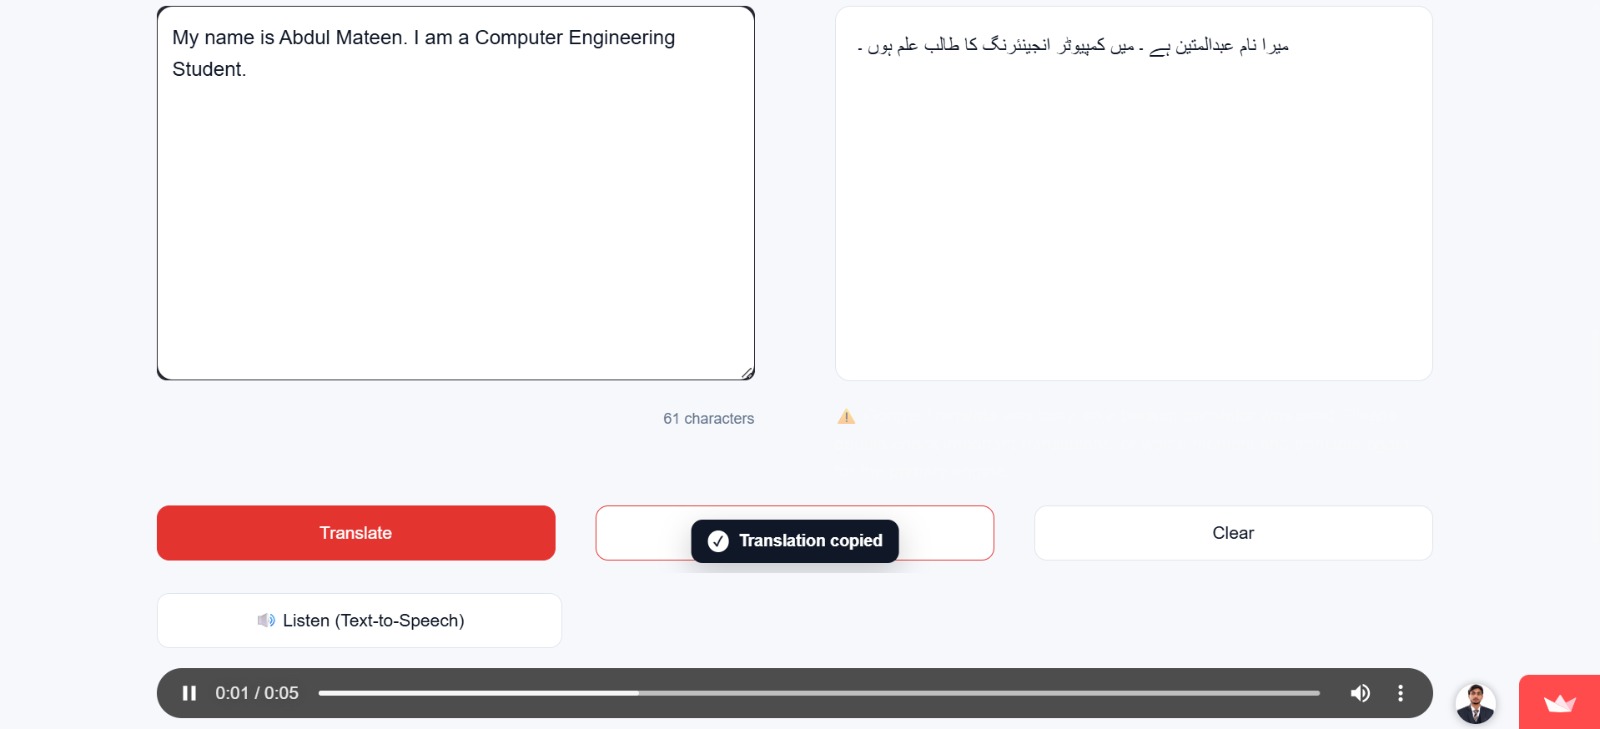 My name is Abdul Mateen. I am a Computer Engineering
Student.
میرا نام عبدالمتین ہے ۔ میں کمپیوٹر انجینئرنگ کا طالب علم ہوں ۔
61 characters
Translate
Translation copied
Clear
Listen (Text-to-Speech)
0:01 / 0:05